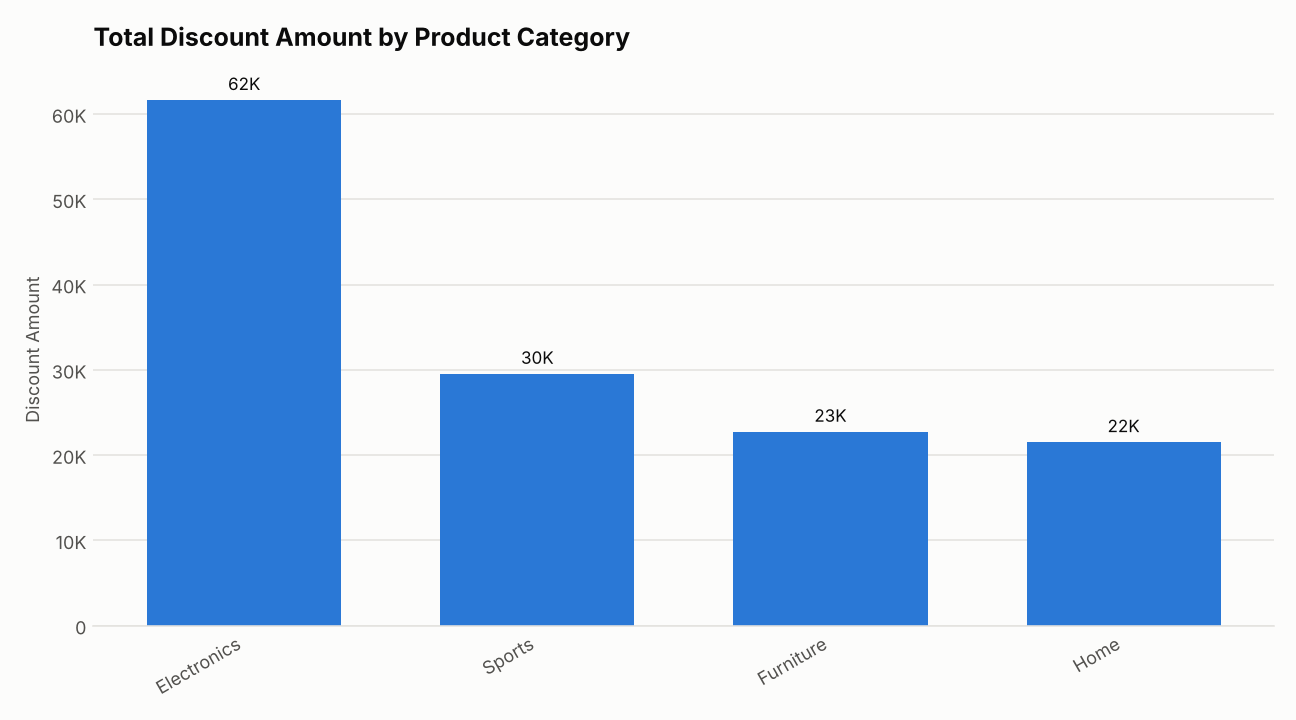 Total Discount Amount by Product Category
62K
60K
50K
40K
30K
30K
23K
22K
20K
10K
0
Discount Amount
Electronics
Sports
Furniture
Home